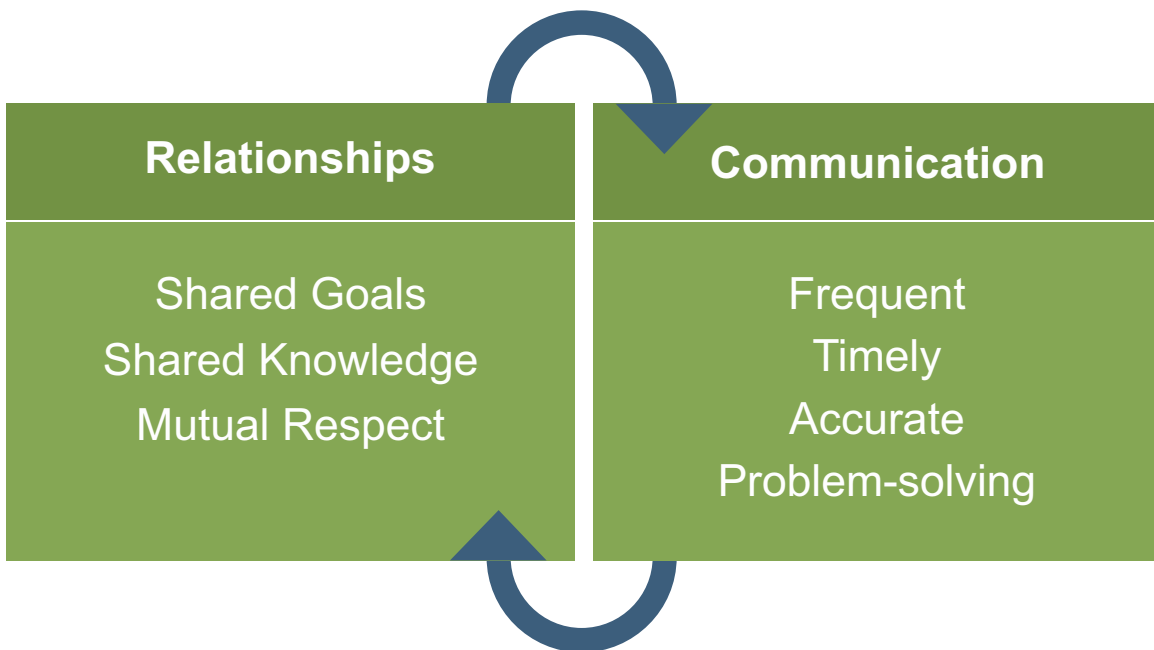 Relationships
Shared Goals
Shared Knowledge
Mutual Respect
Communication
Frequent
Timely
Accurate
Problem-solving